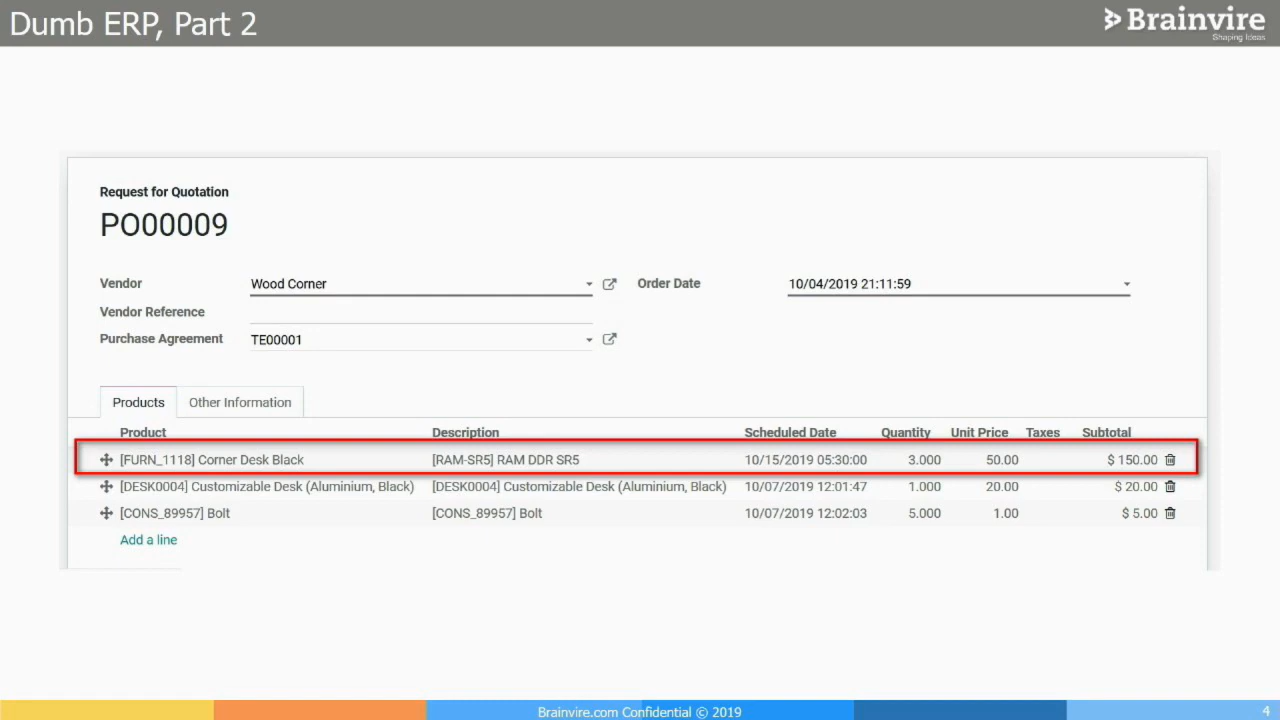 Dumb ERP, Part 2
Brainvire
Shaping Ideas
Request for Quotation
PO00009
Vendor Wood Corner Order Date 10/04/2019 21:11:59
Vendor Reference
Purchase Agreement TE00001
Products Other Information
Product Description Scheduled Date Quantity Unit Price Taxes Subtotal
[FURN_1118] Corner Desk Black [RAM-SR5] RAM DDR SR5 10/15/2019 05:30:00 3.000 50.00 $ 150.00
[DESK0004] Customizable Desk (Aluminium, Black) [DESK0004] Customizable Desk (Aluminium, Black) 10/07/2019 12:01:47 1.000 20.00 $ 20.00
[CONS_89957] Bolt [CONS_89957] Bolt 10/07/2019 12:02:03 5.000 1.00 $ 5.00
Add a line
Brainvire.com Confidential © 2019
4